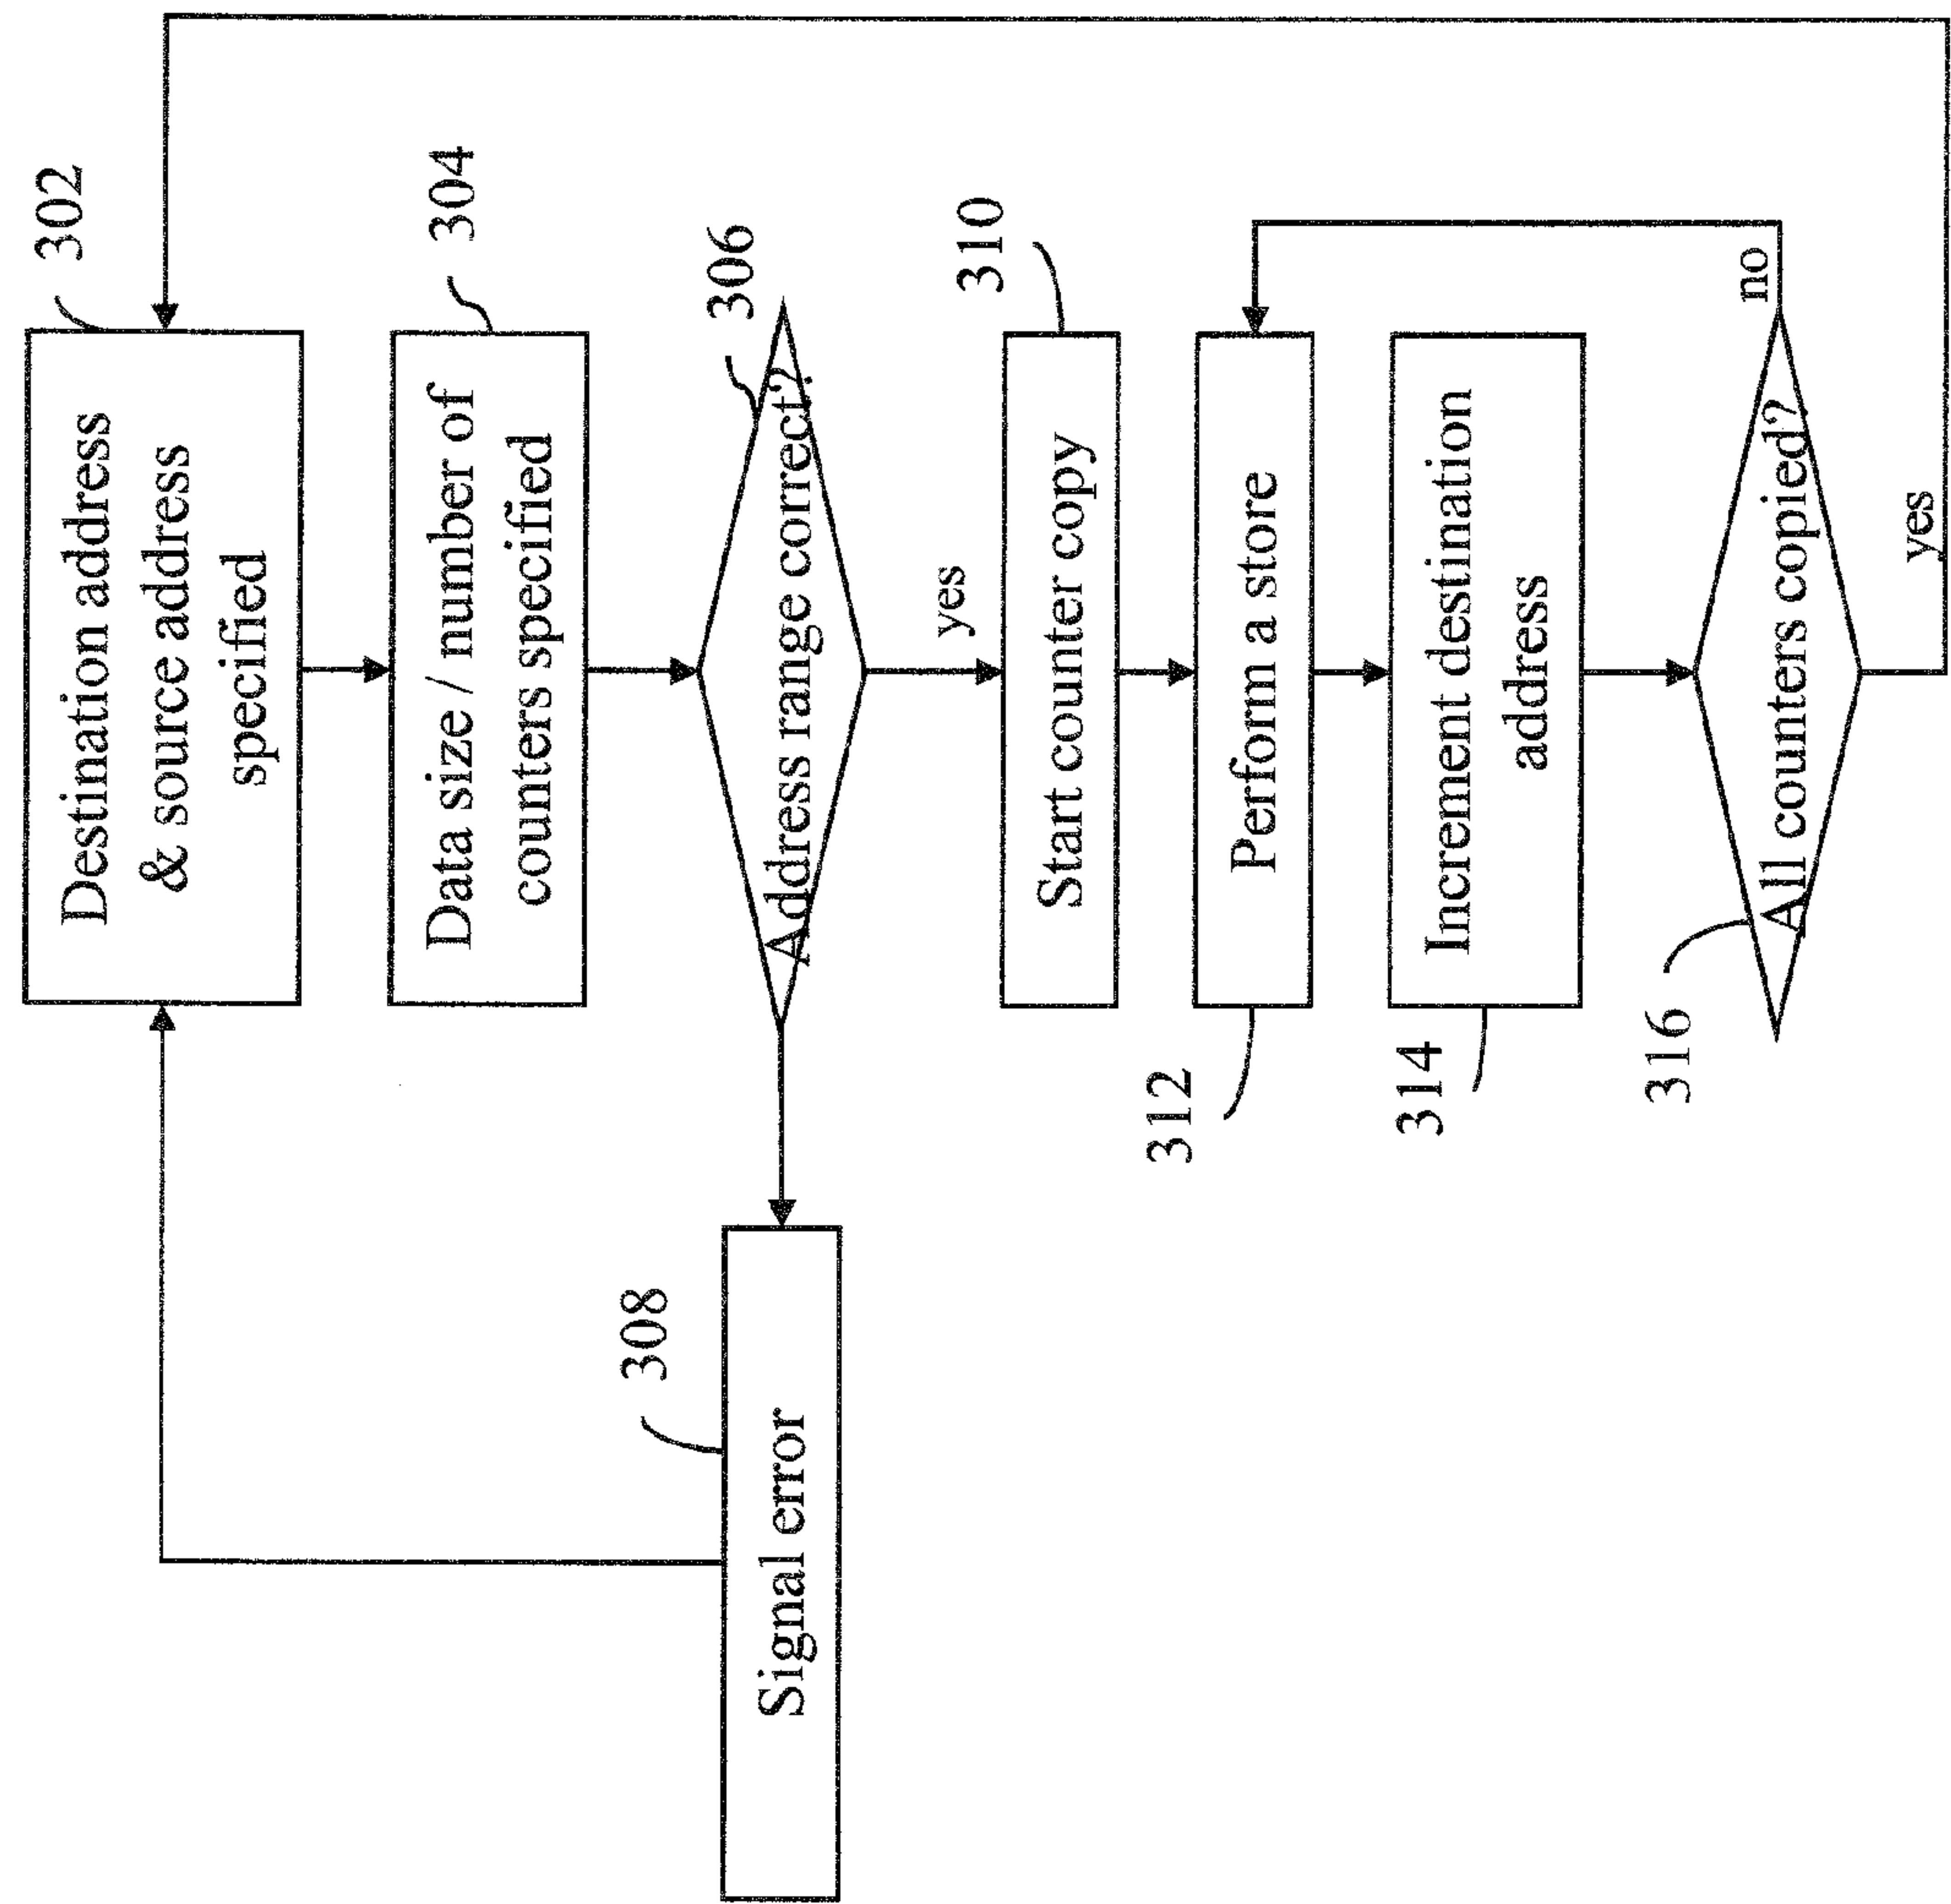 302
Destination address
& source address
specified
304
Data size / number of
counters specified
306
Address range correct?
308
Signal error
yes
310
Start counter copy
312
Perform a store
314
Increment destination
address
316
All counters copied?
no
yes